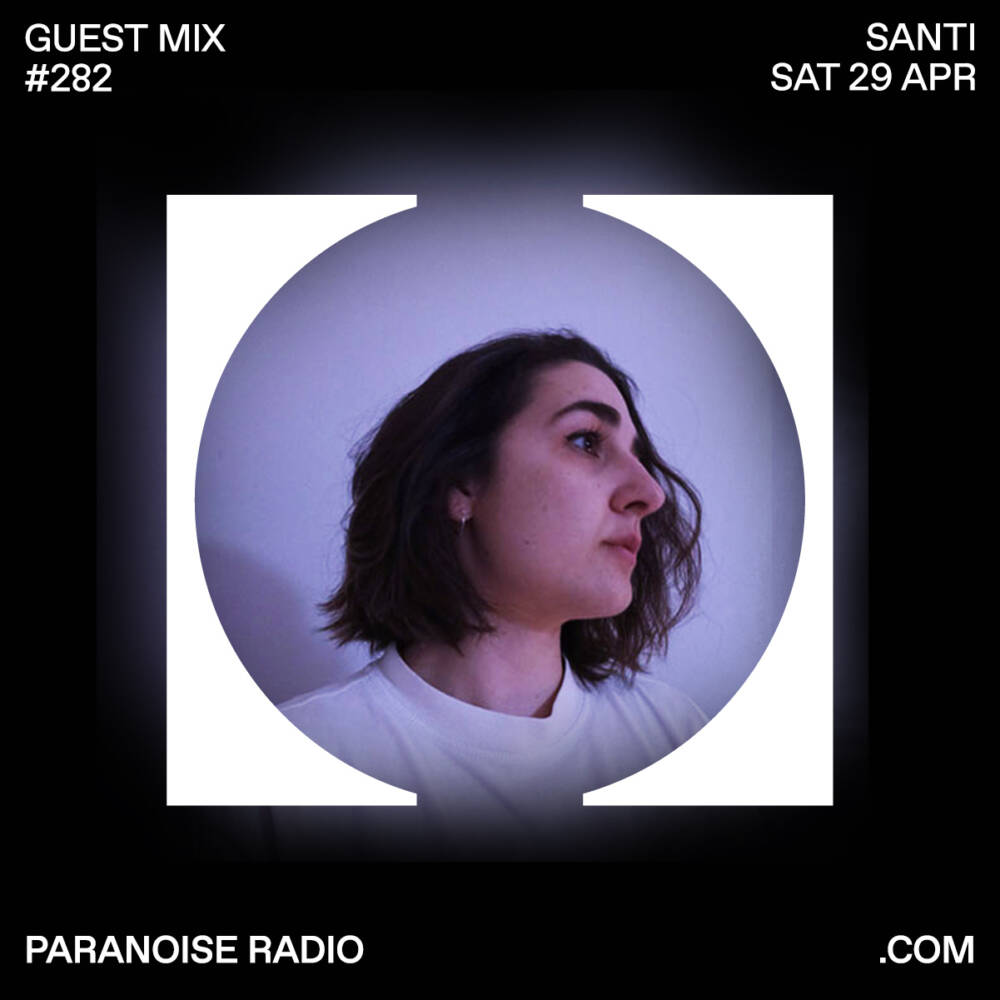 GUEST MIX
#282
SANTI
SAT 29 APR
PARANOISE RADIO
.COM